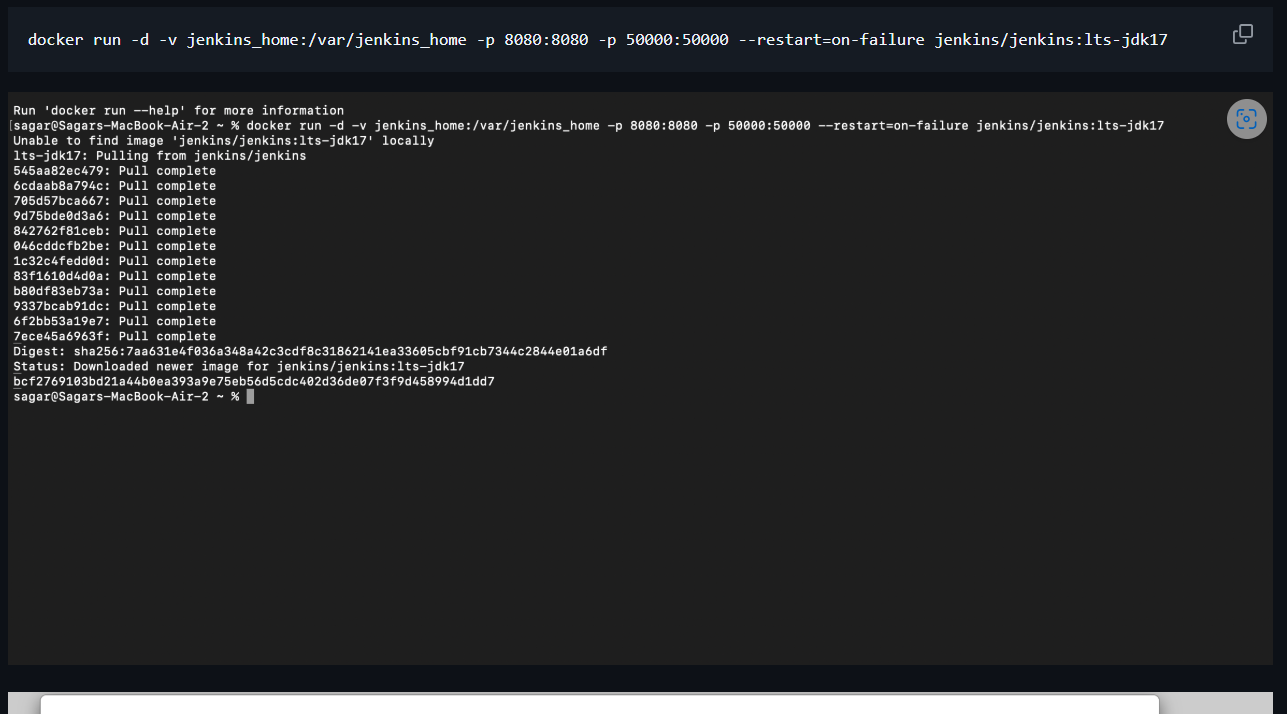 docker run -d -v jenkins_home:/var/jenkins_home -p 8080:8080 -p 50000:50000 --restart=on-failure jenkins/jenkins:lts-jdk17
Run 'docker run --help' for more information
[sagar@Sagars-MacBook-Air-2 ~ % docker run -d -v jenkins_home:/var/jenkins_home -p 8080:8080 -p 50000:50000 --restart=on-failure jenkins/jenkins:lts-jdk17
Unable to find image 'jenkins/jenkins:lts-jdk17' locally
lts-jdk17: Pulling from jenkins/jenkins
545aa82ec479: Pull complete
6cdaab8a794c: Pull complete
705d57bca667: Pull complete
9d75bde0d3a6: Pull complete
842762f81ceb: Pull complete
046cddcfb2be: Pull complete
1c32c4fedd0d: Pull complete
83f1610d4d0a: Pull complete
b80df83eb73a: Pull complete
9337bcab91dc: Pull complete
6f2bb53a19e7: Pull complete
7ece45a6963f: Pull complete
Digest: sha256:7aa631e4f036a348a42c3cdf8c31862141ea33605cbf91cb7344c2844e01a6df
Status: Downloaded newer image for jenkins/jenkins:lts-jdk17
bcf2769103bd21a44b0ea393a9e75eb56d5cdc402d36de07f3f9d458994d1dd7
sagar@Sagars-MacBook-Air-2 ~ %